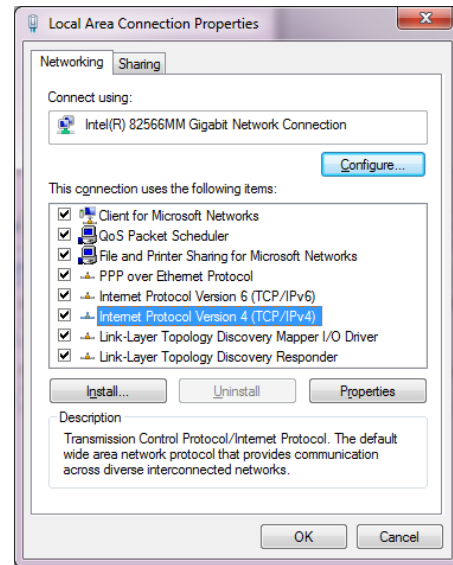 Local Area Connection Properties
Networking
Sharing
Connect using:
Intel(R) 82566MM Gigabit Network Connection
Configure...
This connection uses the following items:
Client for Microsoft Networks
QoS Packet Scheduler
File and Printer Sharing for Microsoft Networks
PPP over Ethernet Protocol
Internet Protocol Version 6 (TCP/IPv6)
Internet Protocol Version 4 (TCP/IPv4)
Link-Layer Topology Discovery Mapper I/O Driver
Link-Layer Topology Discovery Responder
Install...
Uninstall
Properties
Description
Transmission Control Protocol/Internet Protocol. The default
wide area network protocol that provides communication
across diverse interconnected networks.
OK
Cancel